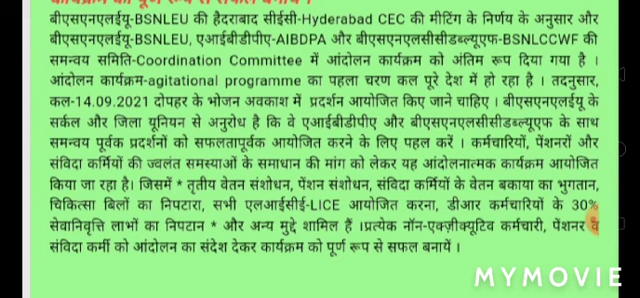 बीएसएनएलईयू-BSNLEU की हैदराबाद सीईसी-Hyderabad CEC की मीटिंग के निर्णय के अनुसार और
बीएसएनएलईयू-BSNLEU, एआईबीडीपीए-AIBDPA और बीएसएनएलसीसीडब्ल्यूएफ-BSNLCCWF की
समन्वय समिति-Coordination Committee में आंदोलन कार्यक्रम को अंतिम रूप दिया गया है ।
आंदोलन कार्यक्रम-agitational programme का पहला चरण कल पूरे देश में हो रहा है । तदनुसार,
कल-14.09.2021 दोपहर के भोजन अवकाश में प्रदर्शन आयोजित किए जाने चाहिए । बीएसएनएलईयू के
सर्कल और जिला यूनियन से अनुरोध है कि वे एआईबीडीपीए और बीएसएनएलसीसीडब्ल्यूएफ के साथ
समन्वय पूर्वक प्रदर्शनों को सफलतापूर्वक आयोजित करने के लिए पहल करें । कर्मचारियों, पेंशनरों और
संविदा कर्मियों की ज्वलंत समस्याओं के समाधान की मांग को लेकर यह आंदोलनात्मक कार्यक्रम आयोजित
किया जा रहा है। जिसमें * तृतीय वेतन संशोधन, पेंशन संशोधन, संविदा कर्मियों के वेतन बकाया का भुगतान,
चिकित्सा बिलों का निपटारा, सभी एलआईसीई-LICE आयोजित करना, डीआर कर्मचारियों के 30%
सेवानिवृत्ति लाभों का निपटान * और अन्य मुद्दे शामिल हैं ।प्रत्येक नॉन-एक्ज़ीक्यूटिव कर्मचारी, पेंशनर व
संविदा कर्मी को आंदोलन का संदेश देकर कार्यक्रम को पूर्ण रूप से सफल बनायें ।
MYMOVIE